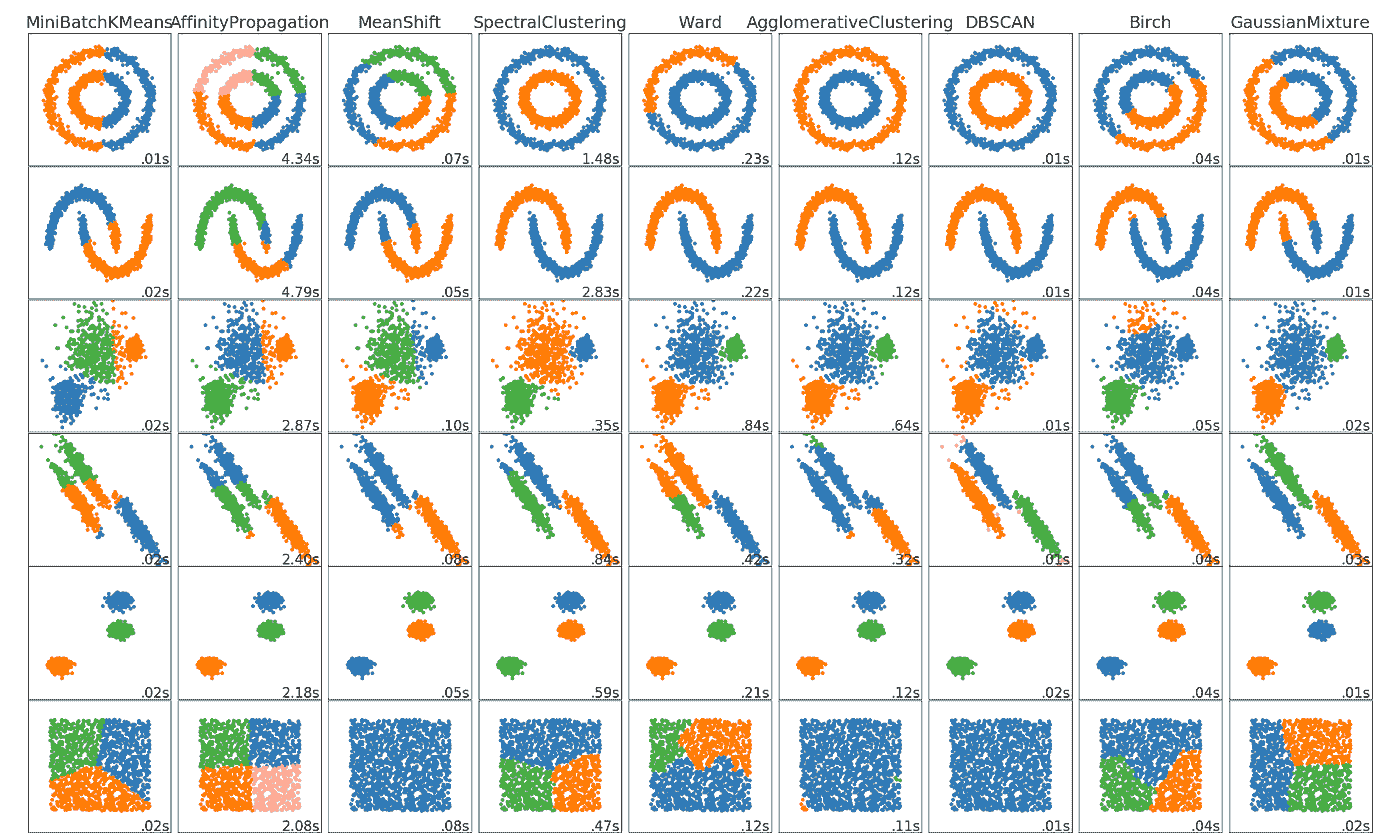 MiniBatchKMeans AffinityPropagation MeanShift SpectralClustering Ward AgglomerativeClustering DBSCAN Birch GaussianMixture
.01s 4.34s .07s 1.48s .23s .12s .01s .04s .01s
.02s 4.79s .05s 2.83s .22s .12s .01s .04s .01s
.02s 2.87s .10s .35s .84s .64s .01s .05s .02s
.02s 2.40s .08s .84s .42s .32s .01s .04s .03s
.02s 2.18s .05s .59s .21s .12s .02s .04s .01s
.02s 2.08s .08s .47s .12s .11s .01s .04s .02s